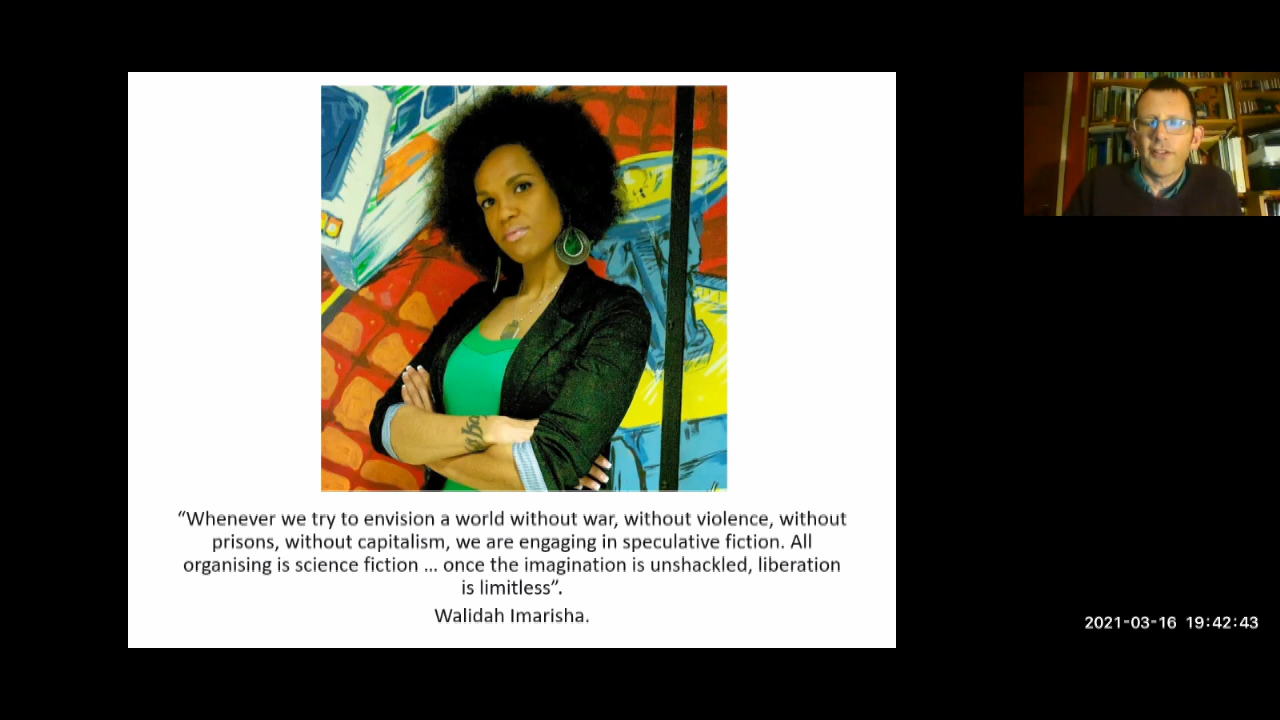 “Whenever we try to envision a world without war, without violence, without
prisons, without capitalism, we are engaging in speculative fiction. All
organising is science fiction ... once the imagination is unshackled, liberation
is limitless”.
Walidah Imarisha.
2021-03-16 19:42:43